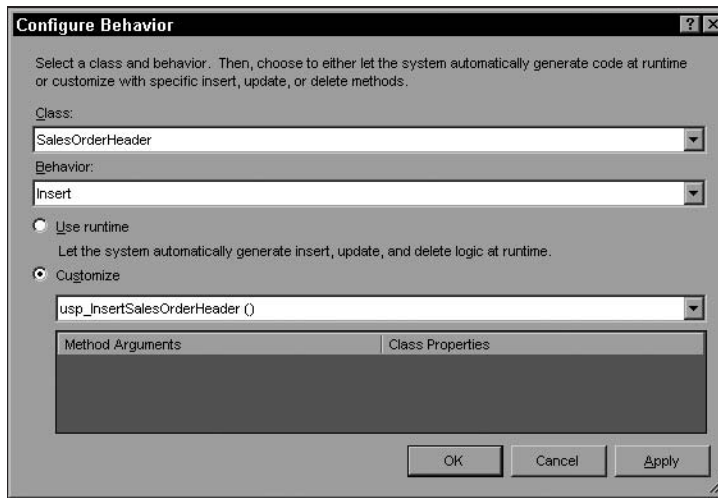 Configure Behavior
Select a class and behavior. Then, choose to either let the system automatically generate code at runtime
or customize with specific insert, update, or delete methods.
Class:
SalesOrderHeader
Behavior:
Insert
Use runtime
Let the system automatically generate insert, update, and delete logic at runtime.
Customize
usp_InsertSalesOrderHeader ()
Method Arguments Class Properties
OK Cancel Apply